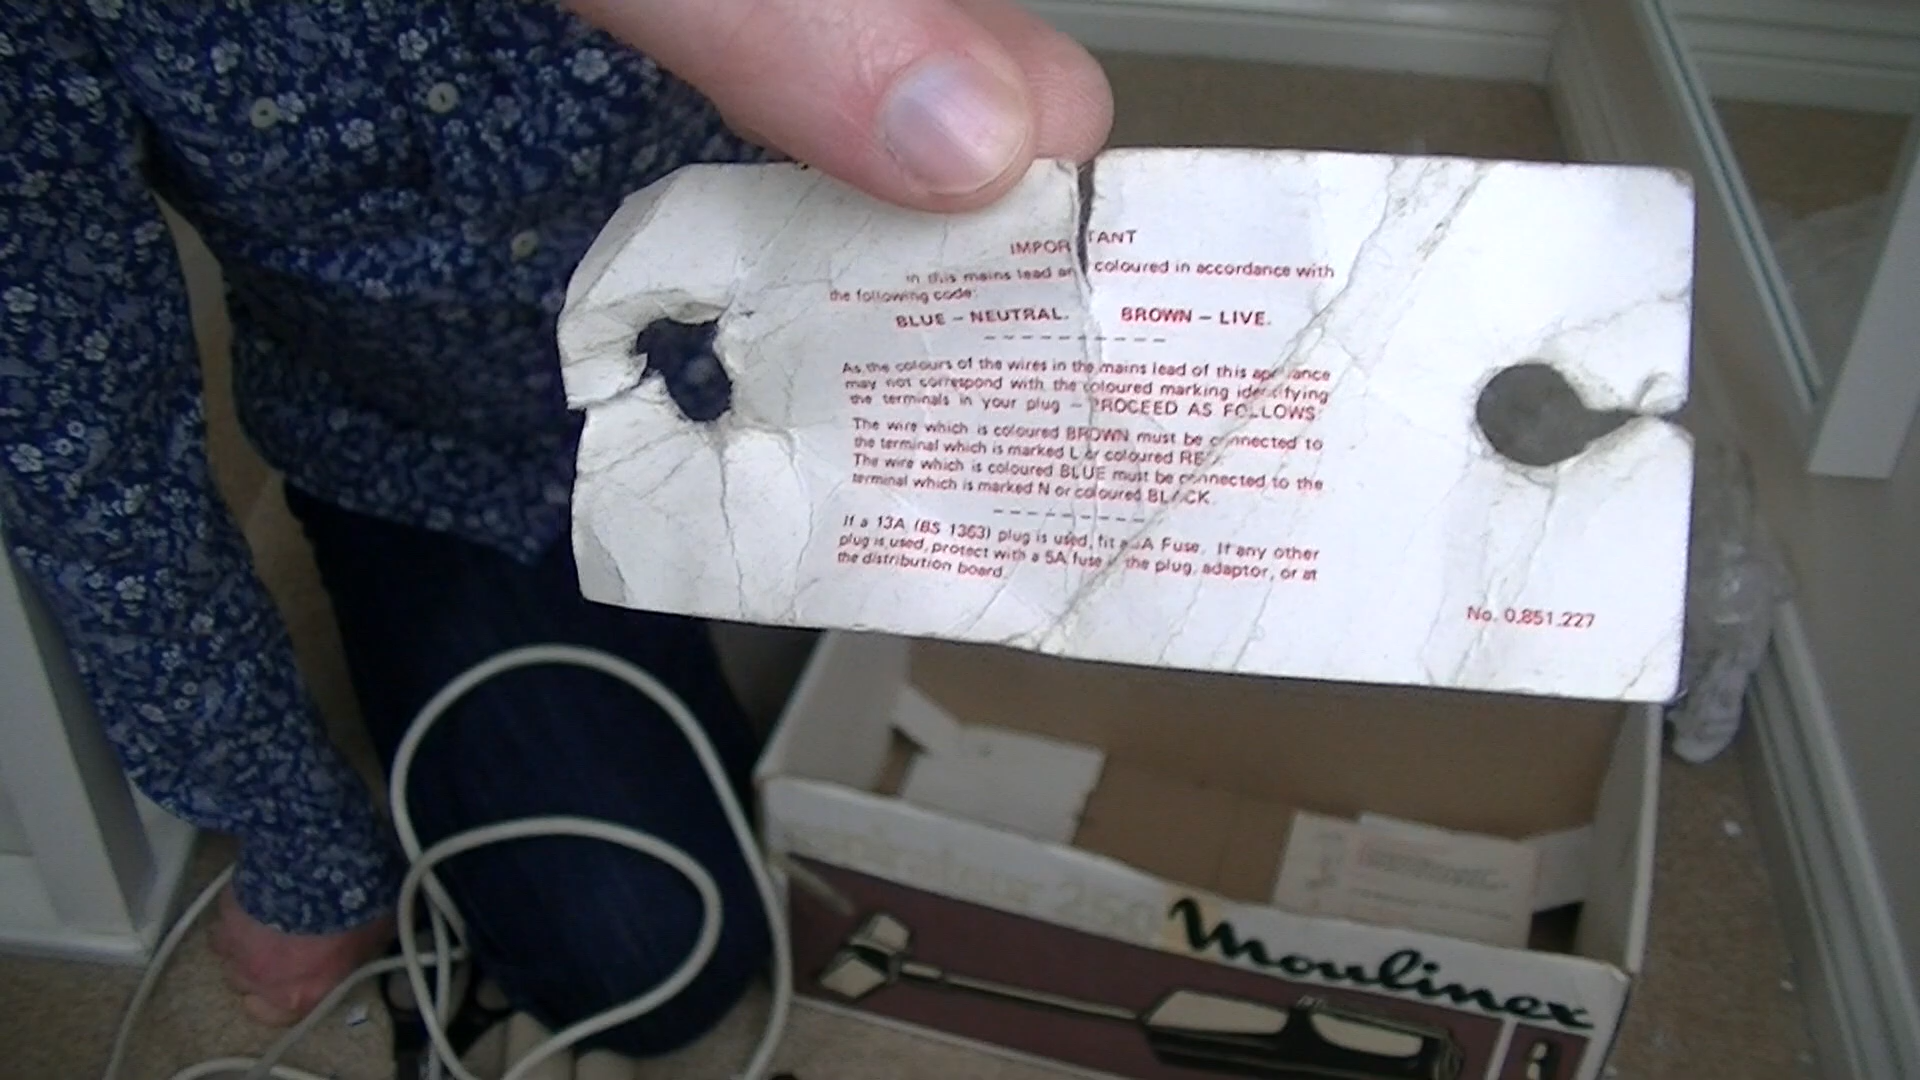 IMPORTANT
in this mains lead are coloured in accordance with
the following code:
BLUE – NEUTRAL. BROWN – LIVE.
As the colours of the wires in the mains lead of this appliance
may not correspond with the coloured marking identifying
the terminals in your plug – PROCEED AS FOLLOWS:
The wire which is coloured BROWN must be connected to
the terminal which is marked L or coloured RED.
The wire which is coloured BLUE must be connected to the
terminal which is marked N or coloured BLACK.
If a 13A (BS 1363) plug is used, fit a A Fuse. If any other
plug is used, protect with a 5A fuse in the plug, adaptor, or at
the distribution board.
No. 0.851.227
250
Moulinex